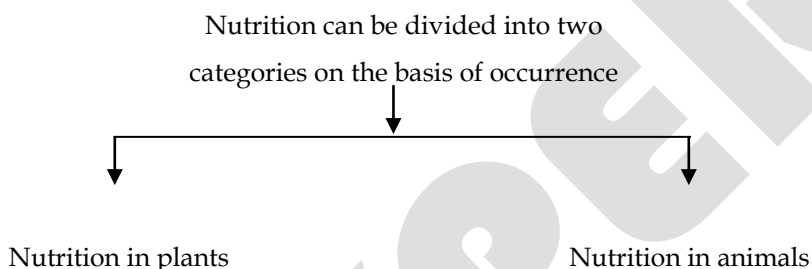 Nutrition can be divided into two
categories on the basis of occurrence
Nutrition in plants
Nutrition in animals